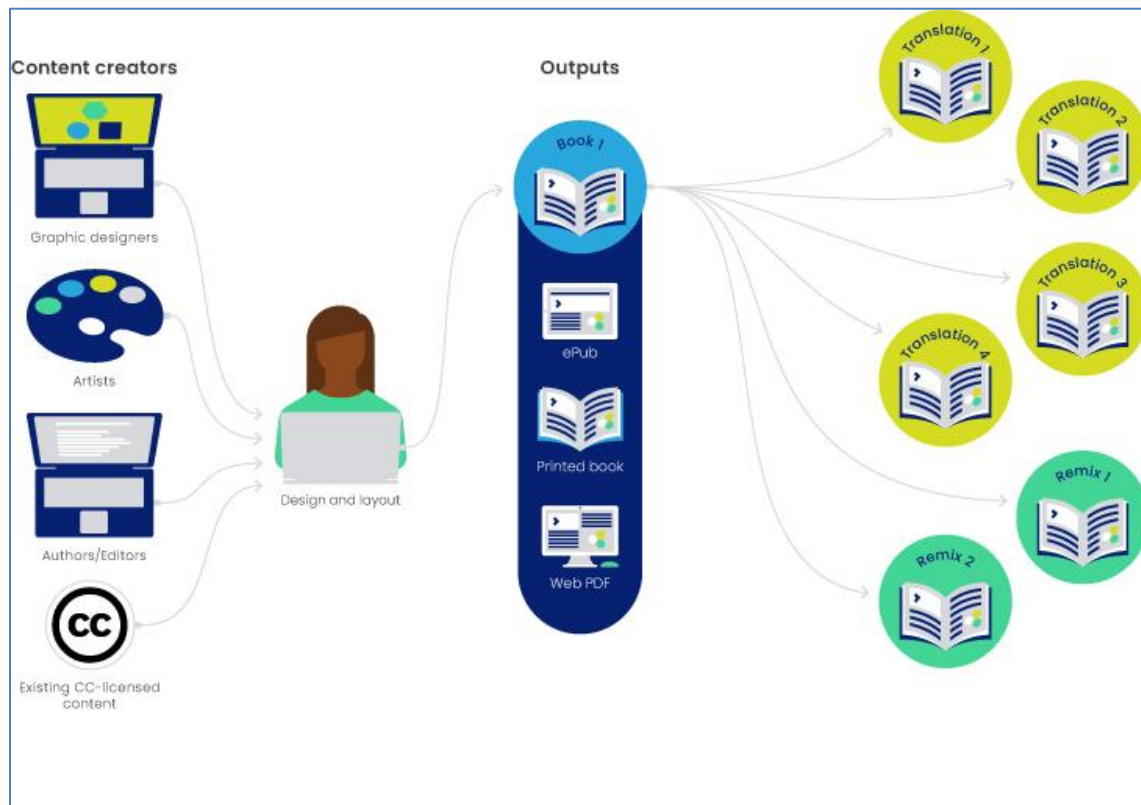 Content creators
Graphic designers
Artists
Authors/Editors
CC
Existing CC-licensed
content
Design and layout
Outputs
Book 1
ePub
Printed book
Web PDF
Translation 1
Translation 2
Translation 3
Translation 4
Remix 1
Remix 2